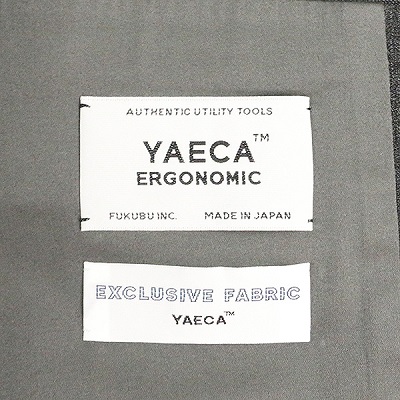 AUTHENTIC UTILITY TOOLS
YAECA™
ERGONOMIC
FUKUBU INC. MADE IN JAPAN
EXCLUSIVE FABRIC
YAECA™